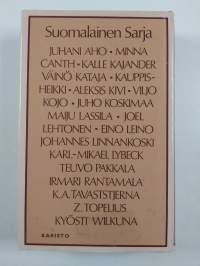 Suomalainen Sarja
JUHANI AHO • MINNA
CANTH • KALLE KAJANDER
VÄINÖ KATAJA • KAUPPIS-
HEIKKI • ALEKSIS KIVI • VILJO
KOJO • JUHO KOSKIMAA
MAIJU LASSILA • JOEL
LEHTONEN • EINO LEINO
JOHANNES LINNANKOSKI
KARL-MIKAEL LYBECK
TEUVO PAKKALA
IRMARI RANTAMALA
K. A. TAVASTSTJERNA
Z. TOPELIUS
KYÖSTI WILKUNA
KARISTO